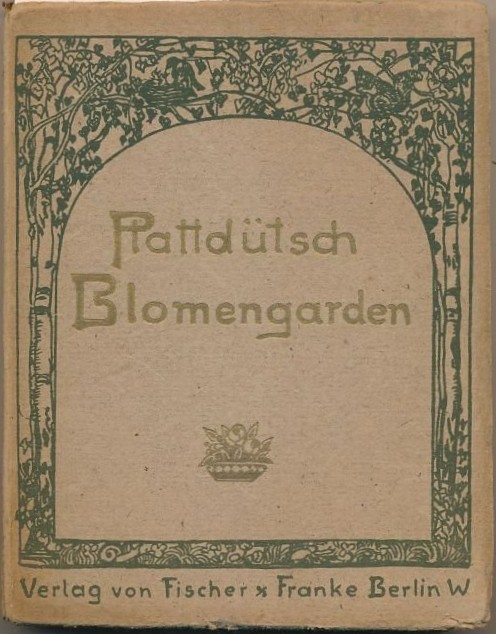 Plattdütsch
Blomengarden
Verlag von Fischer & Franke Berlin W